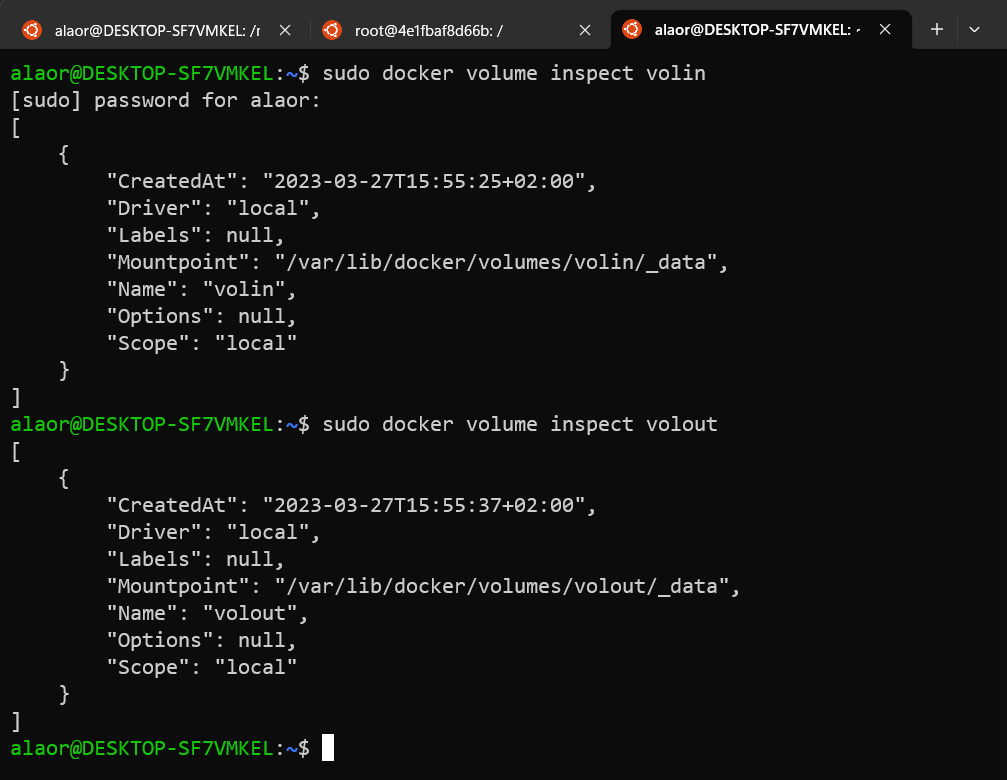 alaor@DESKTOP-SF7VMKEL: /r
root@4e1fbaf8d66b: /
alaor@DESKTOP-SF7VMKEL: ~
alaor@DESKTOP-SF7VMKEL:~$ sudo docker volume inspect volin
[sudo] password for alaor:
[
    {
        "CreatedAt": "2023-03-27T15:55:25+02:00",
        "Driver": "local",
        "Labels": null,
        "Mountpoint": "/var/lib/docker/volumes/volin/_data",
        "Name": "volin",
        "Options": null,
        "Scope": "local"
    }
]
alaor@DESKTOP-SF7VMKEL:~$ sudo docker volume inspect volout
[
    {
        "CreatedAt": "2023-03-27T15:55:37+02:00",
        "Driver": "local",
        "Labels": null,
        "Mountpoint": "/var/lib/docker/volumes/volout/_data",
        "Name": "volout",
        "Options": null,
        "Scope": "local"
    }
]
alaor@DESKTOP-SF7VMKEL:~$